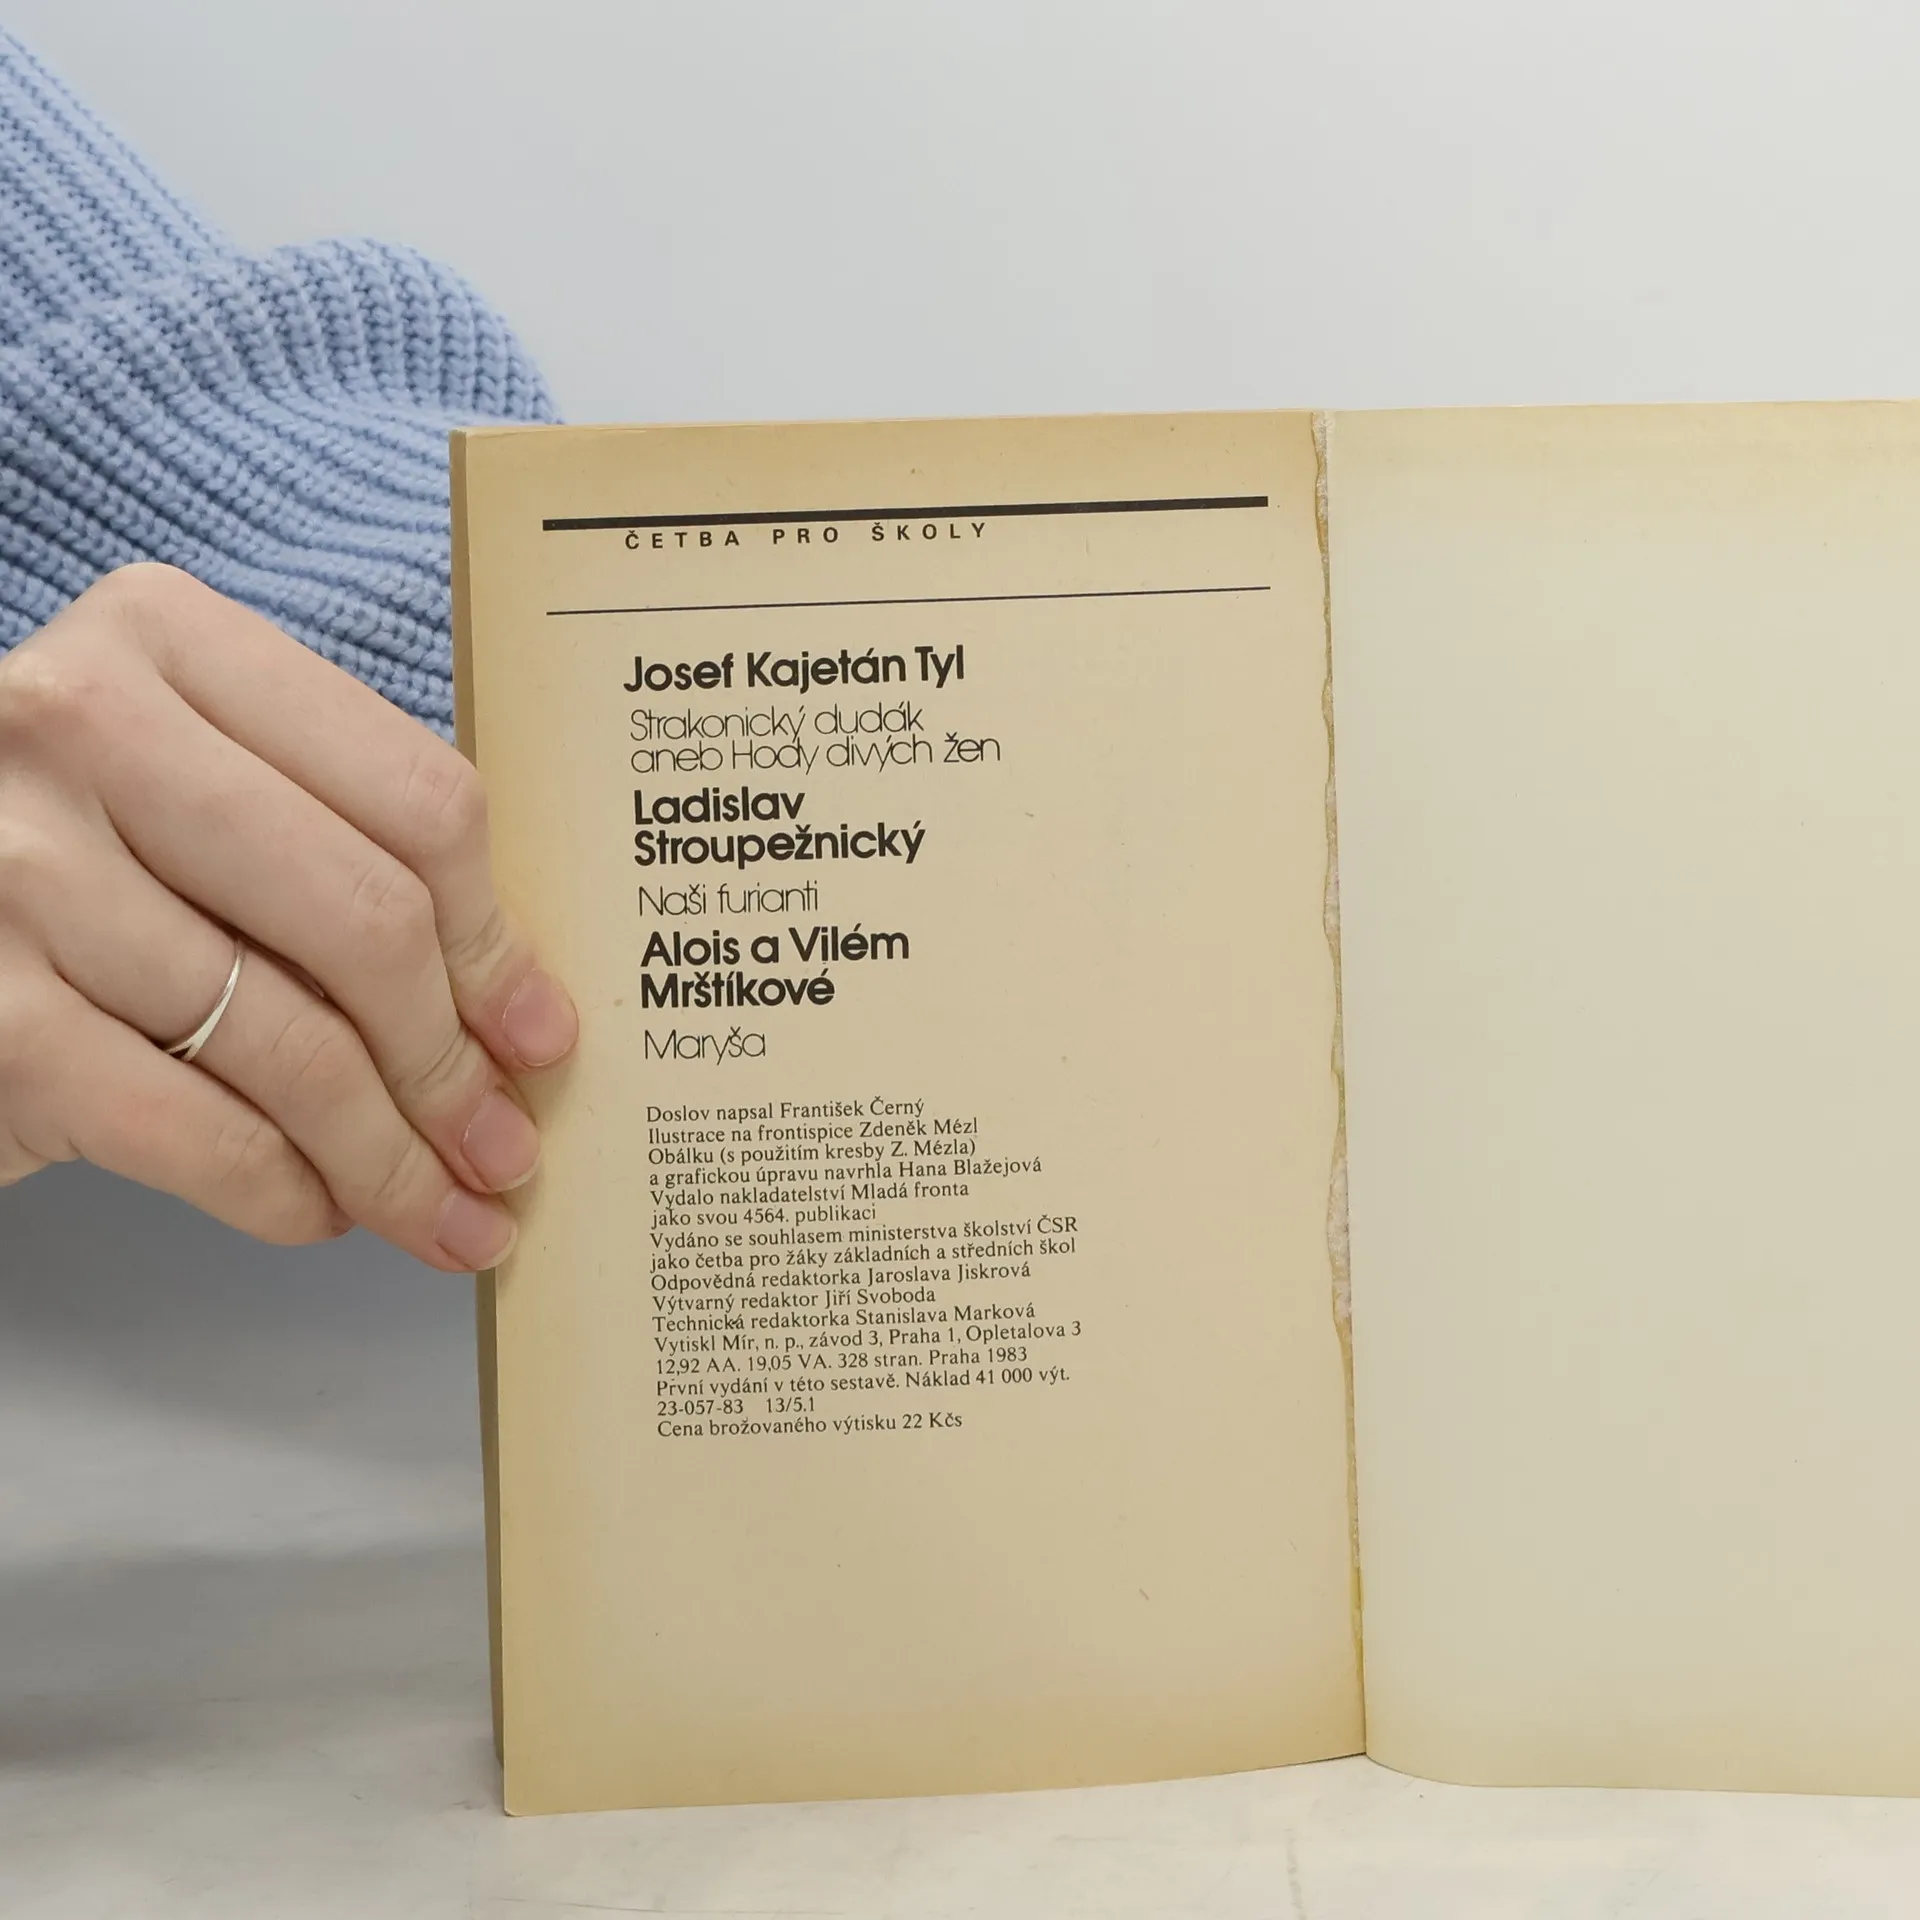 ČETBA PRO ŠKOLY
Josef Kajetán Tyl
Strakonický dudák
aneb Hody divých žen
Ladislav
Stroupežnický
Naši furianti
Alois a Vilém
Mrštíkové
Maryša
Doslov napsal František Černý
Ilustrace na frontispice Zdeněk Mézl
Obálku (s použitím kresby Z. Mézla)
a grafickou úpravu navrhla Hana Blažejová
Vydalo nakladatelství Mladá fronta
jako svou 4564. publikaci
Vydáno se souhlasem ministerstva školství ČSR
jako četba pro žáky základních a středních škol
Odpovědná redaktorka Jaroslava Jiskrová
Výtvarný redaktor Jiří Svoboda
Technická redaktorka Stanislava Marková
Vytiskl Mír, n. p., závod 3, Praha 1, Opletalova 3
12,92 AA. 19,05 VA. 328 stran. Praha 1983
První vydání v této sestavě. Náklad 41 000 výt.
23-057-83 13/5.1
Cena brožovaného výtisku 22 Kčs